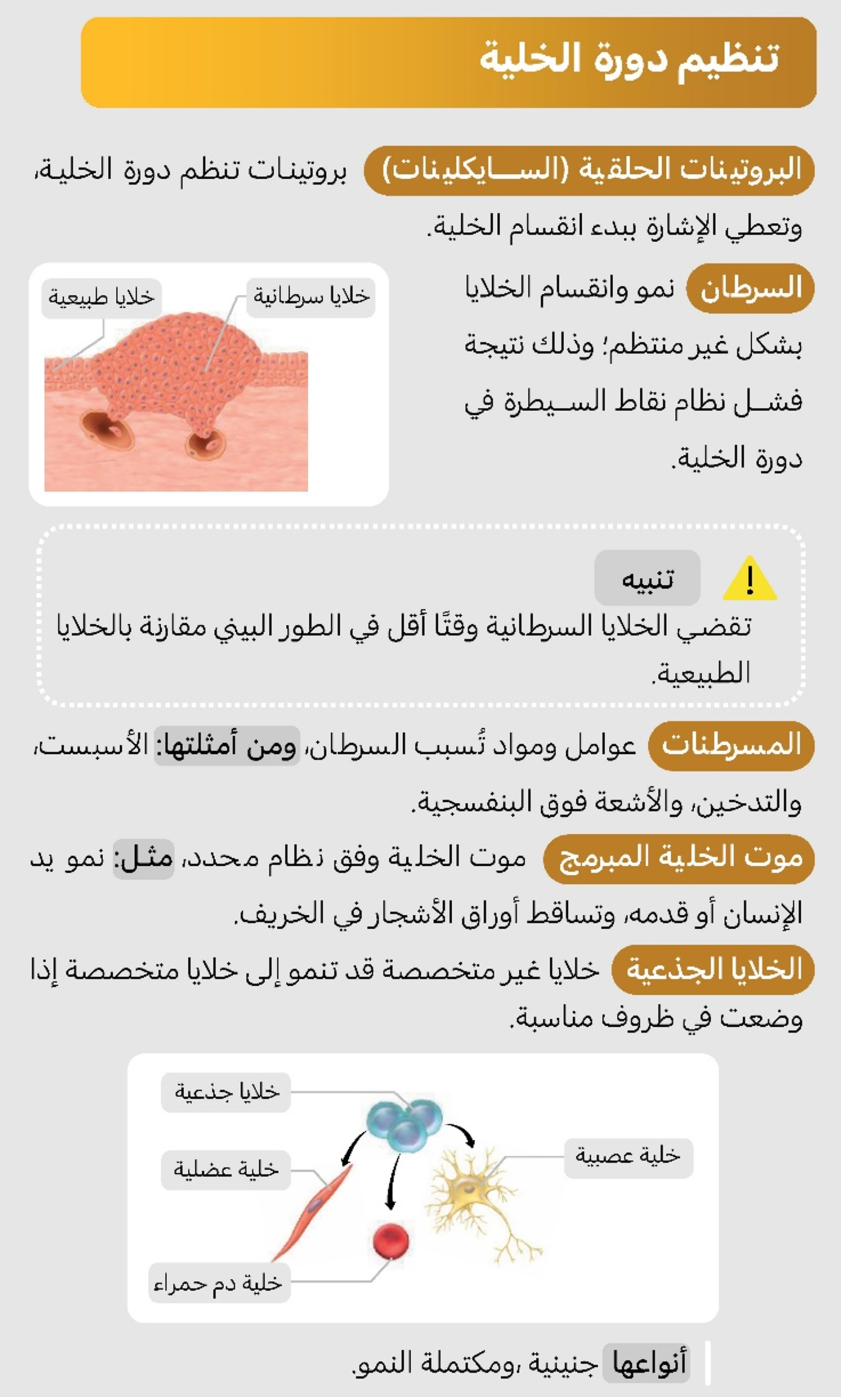 تنظيم دورة الخلية
البروتينات الحلقية (السايكلينات) بروتينات تنظم دورة الخلية،
وتعطي الإشارة ببدء انقسام الخلية.
السرطان نمو وانقسام الخلايا
بشكل غير منتظم؛ وذلك نتيجة
فشل نظام نقاط السيطرة في
دورة الخلية.
خلايا سرطانية
خلايا طبيعية
تنبيه
تقضي الخلايا السرطانية وقتًا أقل في الطور البيني مقارنة بالخلايا
الطبيعية.
المسرطنات عوامل ومواد تُسبب السرطان، ومن أمثلتها: الأسبست،
والتدخين، والأشعة فوق البنفسجية.
موت الخلية المبرمج موت الخلية وفق نظام محدد، مثل: نمو يد
الإنسان أو قدمه، وتساقط أوراق الأشجار في الخريف.
الخلايا الجذعية خلايا غير متخصصة قد تنمو إلى خلايا متخصصة إذا
وضعت في ظروف مناسبة.
خلايا جذعية
خلية عصبية
خلية عضلية
خلية دم حمراء
أنواعها جنينية ،ومكتملة النمو.